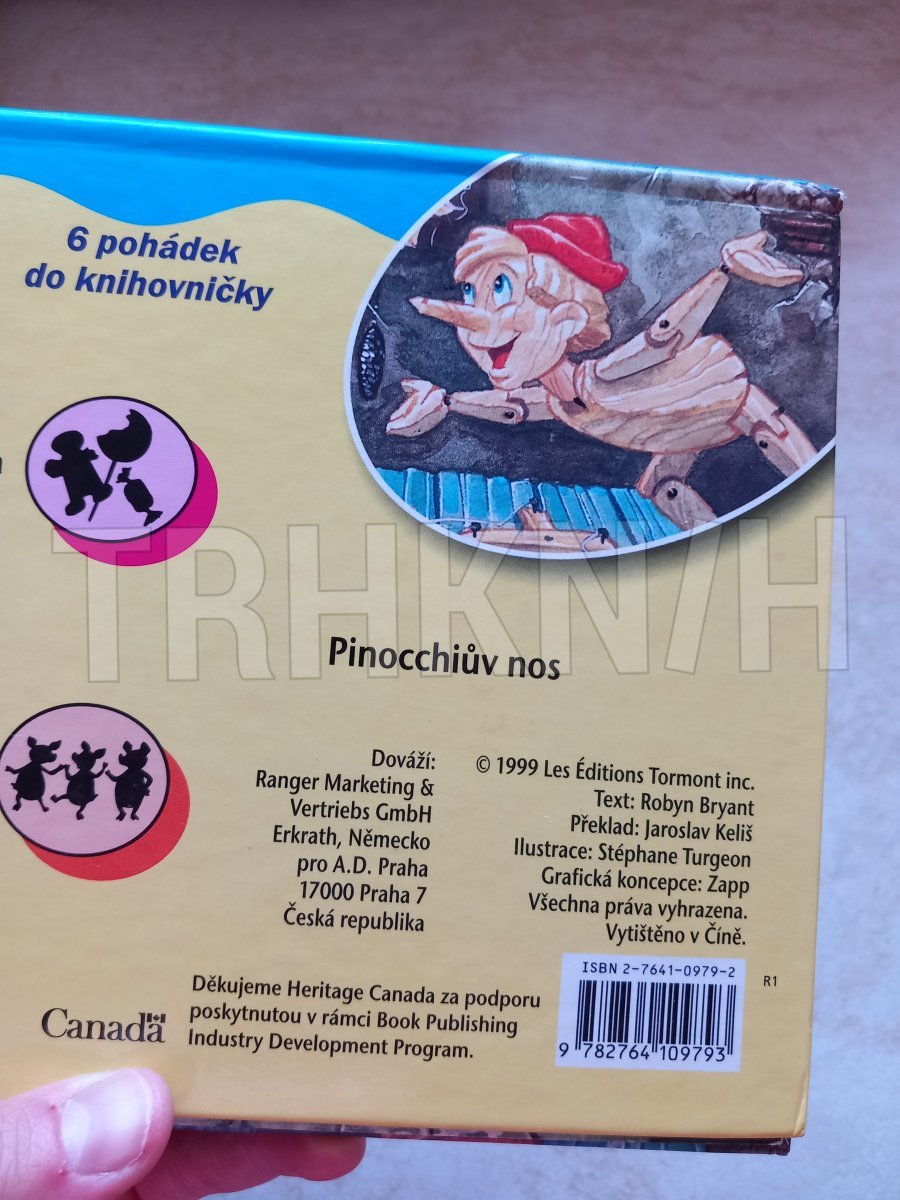 6 pohádek
do knihovničky
TRHKNIH
Pinocchiův nos
Dováží:
Ranger Marketing &
Vertriebs GmbH
Erkrath, Německo
pro A.D. Praha
17000 Praha 7
Česká republika
© 1999 Les Éditions Tormont inc.
Text: Robyn Bryant
Překlad: Jaroslav Keliš
Ilustrace: Stéphane Turgeon
Grafická koncepce: Zapp
Všechna práva vyhrazena.
Vytištěno v Číně.
ISBN 2-7641-0979-2
9 782764 109793
R1
Canada
Děkujeme Heritage Canada za podporu
poskytnutou v rámci Book Publishing
Industry Development Program.